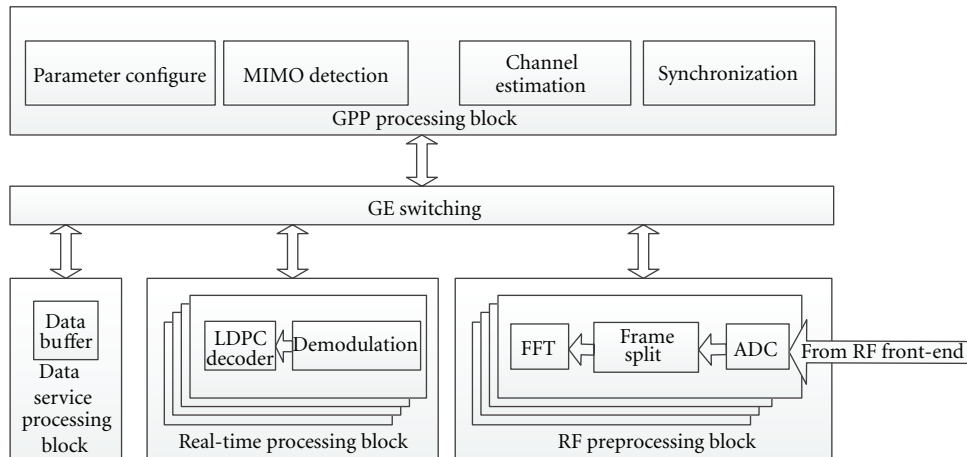 Parameter configure
MIMO detection
Channel
estimation
Synchronization
GPP processing block
GE switching
Data
buffer
Data
service
processing
block
LDPC
decoder
Demodulation
Real-time processing block
FFT
Frame
split
ADC
From RF front-end
RF preprocessing block